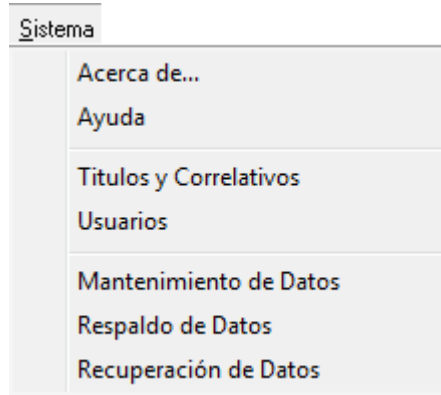 Sistema
Acerca de...
Ayuda
Titulos y Correlativos
Usuarios
Mantenimiento de Datos
Respaldo de Datos
Recuperación de Datos